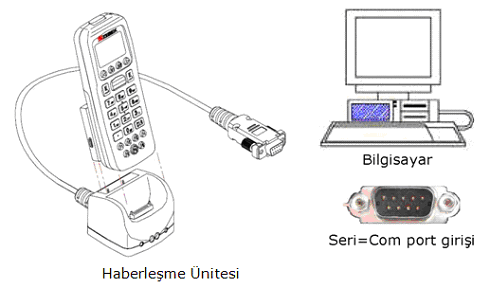 Bilgisayar
Seri=Com port girişi
Haberleşme Ünitesi